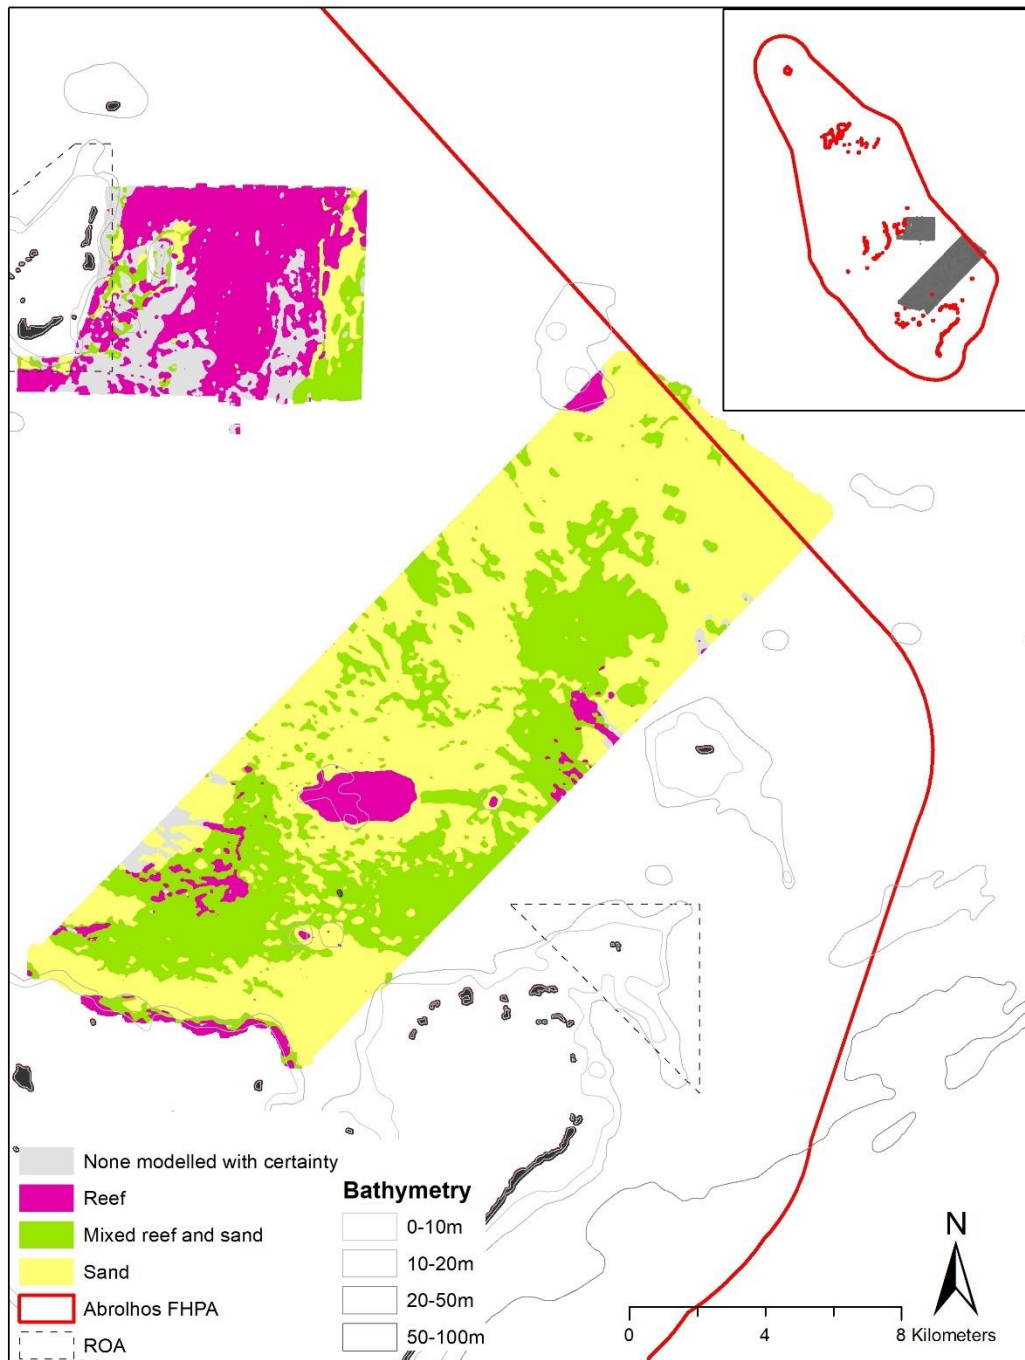 None modelled with certainty
Reef
Mixed reef and sand
Sand
Abrolhos FHPA
ROA
Bathymetry
0-10m
10-20m
20-50m
50-100m
N
0 4 8 Kilometers